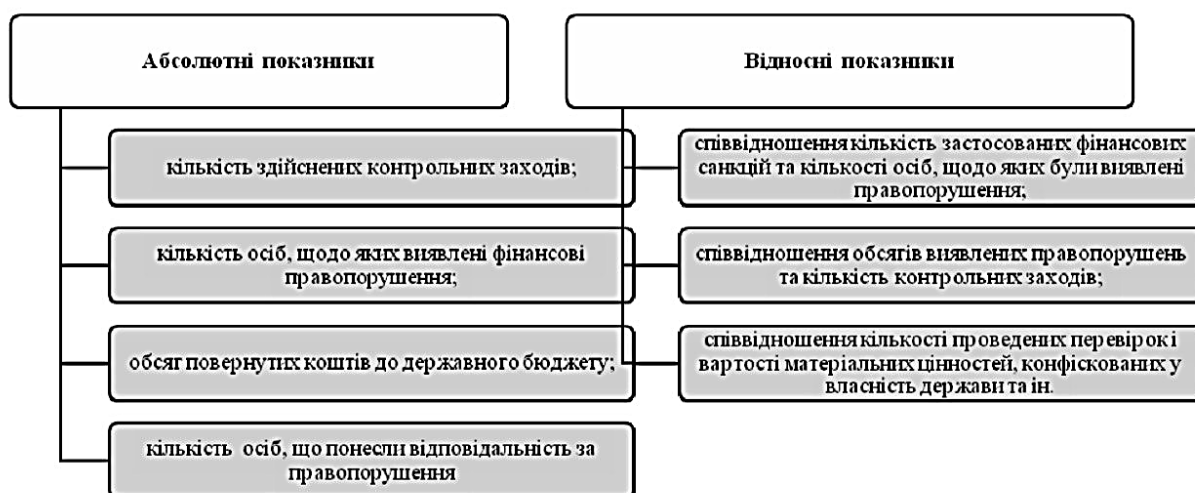 Абсолютні показники
кількість здійснених контрольних заходів;
кількість осіб, щодо яких виявлені фінансові
правопорушення;
обсяг повернутих коштів до державного бюджету;
кількість осіб, що понесли відповідальність за
правопорушення
Відносні показники
співвідношення кількість застосованих фінансових
санкцій та кількості осіб, щодо яких були виявлені
правопорушення;
співвідношення обсягів виявлених правопорушень
та кількість контрольних заходів;
співвідношення кількості проведених перевірок і
вартості матеріальних цінностей, конфіскованих у
власність держави та ін.